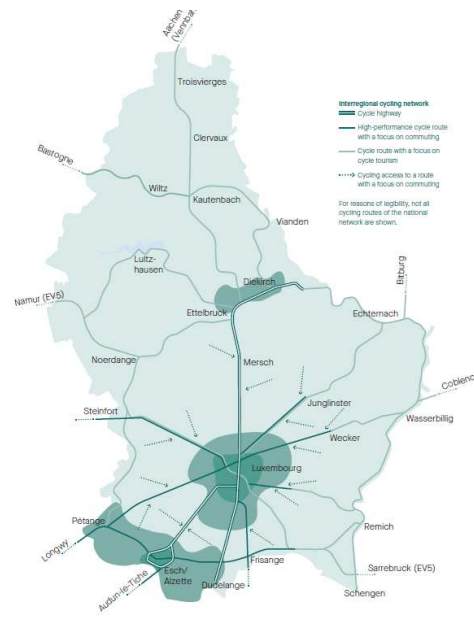 Aachen
(Vennbahn)
Troisvierges
Clervaux
Bastogne
Wiltz
Kautenbach
Vianden
Lultz-
hausen
Diekirch
Bitburg
Namur (EV5)
Ettelbruck
Echternach
Noerdange
Mersch
Coblence
Junglinster
Steinfort
Wasserbillig
Wecker
Luxembourg
Pétange
Remich
Longwy
Frisange
Esch/
Alzette
Sarrebruck (EV5)
Audun-le-Tiche
Dudelange
Schengen
Interregional cycling network
Cycle highway
High-performance cycle route
with a focus on commuting
Cycle route with a focus on
cycle tourism
Cycling access to a route
with a focus on commuting
For reasons of legibility, not all
cycling routes of the national
network are shown.